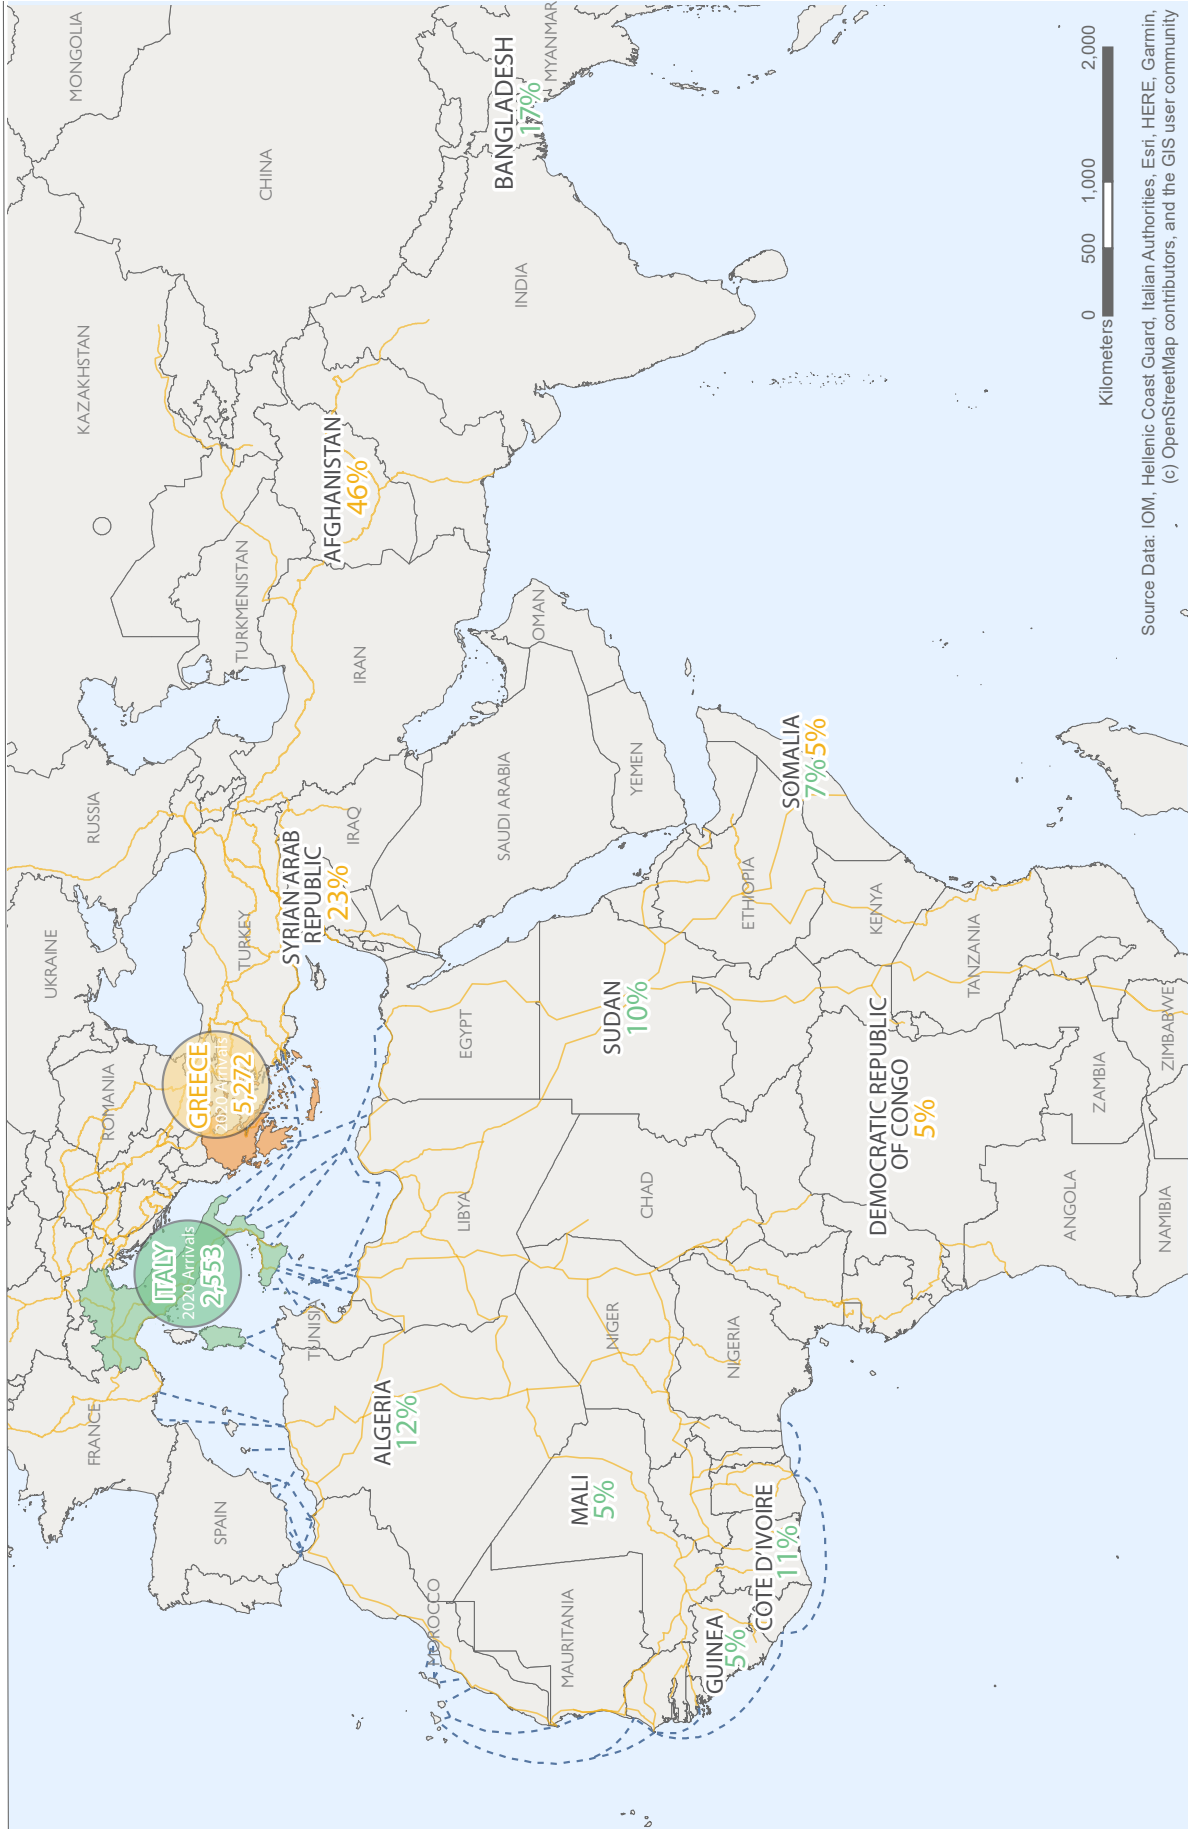 MONGOLIA
KAZAKHSTAN
RUSSIA
UKRAINE
ROMANIA
FRANCE
SPAIN
CHINA
TURKMENISTAN
TURKEY
GREECE
2020 Arrivals
5,272
ITALY
2020 Arrivals
2,553
AFGHANISTAN
46%
IRAN
IRAQ
SYRIAN ARAB
REPUBLIC
23%
BANGLADESH
17%
MYANMAR
INDIA
OMAN
SAUDI ARABIA
YEMEN
EGYPT
LIBYA
TUNISIA
ALGERIA
12%
MOROCCO
MAURITANIA
MALI
5%
NIGER
CHAD
SUDAN
10%
ETHIOPIA
SOMALIA
7% 5%
KENYA
TANZANIA
NIGERIA
CÔTE D'IVOIRE
11%
GUINEA
5%
DEMOCRATIC REPUBLIC
OF CONGO
5%
ANGOLA
ZAMBIA
ZIMBABWE
NAMIBIA
0 500 1,000 2,000
Kilometers
Source Data: IOM, Hellenic Coast Guard, Italian Authorities, Esri, HERE, Garmin,
(c) OpenStreetMap contributors, and the GIS user community